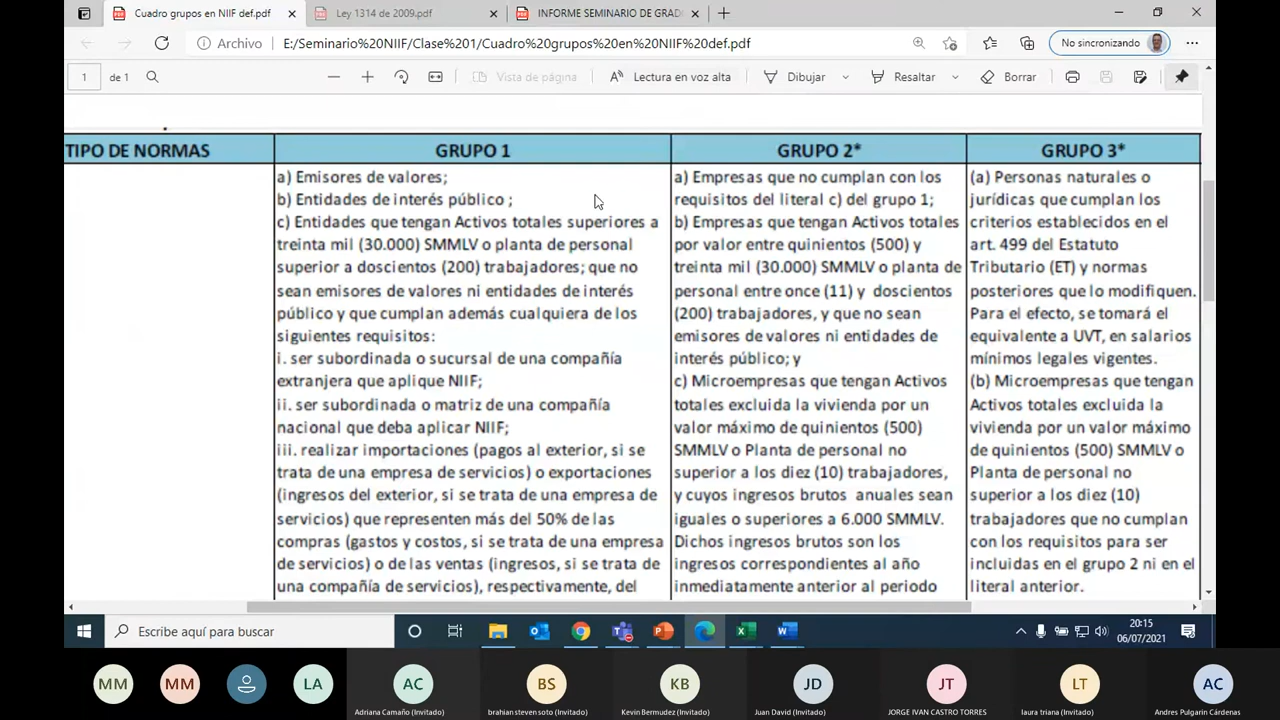 Cuadro grupos en NIIF def.pdf
Ley 1314 de 2009.pdf
INFORME SEMINARIO DE GRAD
Archivo
E:/Seminario%20NIIF/Clase%201/Cuadro%20grupos%20en%20NIIF%20def.pdf
No sincronizando
1
de 1
Vista de página
Lectura en voz alta
Dibujar
Resaltar
Borrar
TIPO DE NORMAS
GRUPO 1
a) Emisores de valores;
b) Entidades de interés público ;
c) Entidades que tengan Activos totales superiores a
treinta mil (30.000) SMMLV o planta de personal
superior a doscientos (200) trabajadores; que no
sean emisores de valores ni entidades de interés
público y que cumplan además cualquiera de los
siguientes requisitos:
i. ser subordinada o sucursal de una compañía
extranjera que aplique NIIF;
ii. ser subordinada o matriz de una compañía
nacional que deba aplicar NIIF;
iii. realizar importaciones (pagos al exterior, si se
trata de una empresa de servicios) o exportaciones
(ingresos del exterior, si se trata de una empresa de
servicios) que representen más del 50% de las
compras (gastos y costos, si se trata de una empresa
de servicios) o de las ventas (ingresos, si se trata de
una compañía de servicios), respectivamente, del
GRUPO 2*
a) Empresas que no cumplan con los
requisitos del literal c) del grupo 1;
b) Empresas que tengan Activos totales
por valor entre quinientos (500) y
treinta mil (30.000) SMMLV o planta de
personal entre once (11) y doscientos
(200) trabajadores, y que no sean
emisores de valores ni entidades de
interés público; y
c) Microempresas que tengan Activos
totales excluida la vivienda por un
valor máximo de quinientos (500)
SMMLV o Planta de personal no
superior a los diez (10) trabajadores,
y cuyos ingresos brutos anuales sean
iguales o superiores a 6.000 SMMLV.
Dichos ingresos brutos son los
ingresos correspondientes al año
inmediatamente anterior al periodo
GRUPO 3*
(a) Personas naturales o
jurídicas que cumplan los
criterios establecidos en el
art. 499 del Estatuto
Tributario (ET) y normas
posteriores que lo modifiquen.
Para el efecto, se tomará el
equivalente a UVT, en salarios
mínimos legales vigentes.
(b) Microempresas que tengan
Activos totales excluida la
vivienda por un valor máximo
de quinientos (500) SMMLV o
Planta de personal no
superior a los diez (10)
trabajadores que no cumplan
con los requisitos para ser
incluidas en el grupo 2 ni en el
literal anterior.
Escribe aquí para buscar
20:15
06/07/2021
MM
MM
LA
AC
BS
KB
JD
JT
LT
AC
Adriana Camaño (Invitado)
brahian steven soto (Invitado)
Kevin Bermudez (Invitado)
Juan David (Invitado)
JORGE IVAN CASTRO TORRES
laura triana (Invitado)
Andres Pulgarin Cárdenas